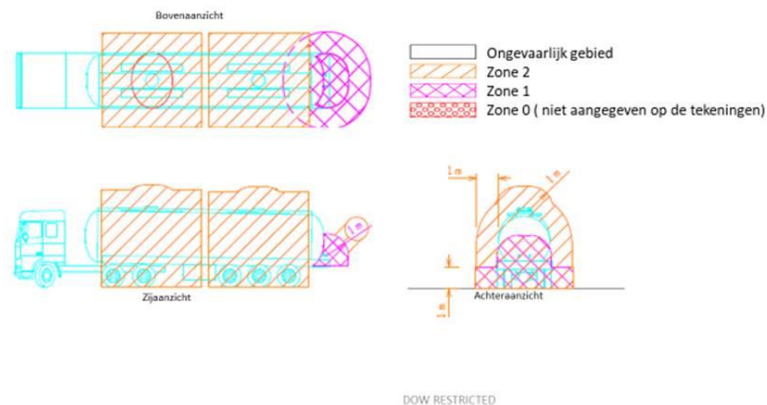 Bovenaanzicht
Ongevaarlijk gebied
Zone 2
Zone 1
Zone 0 ( niet aangegeven op de tekeningen)
1 m
1 m
1 m
Zijaanzicht
1 m
Achteraanzicht
DOW RESTRICTED